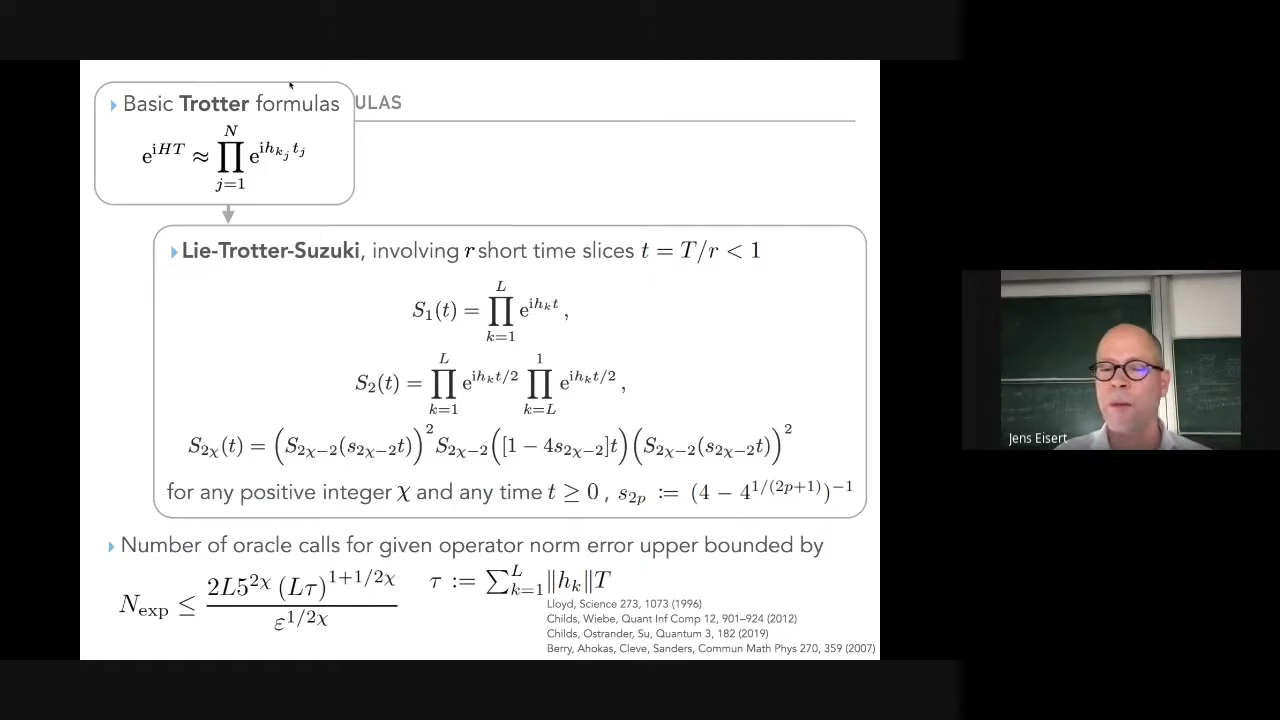 ▸ Basic Trotter formulas
ULAS
e^{iHT} ≈ ∏_{j=1}^{N} e^{ih_{k_j} t_j}
▸ Lie-Trotter-Suzuki, involving r short time slices t = T/r < 1
S_1(t) = ∏_{k=1}^{L} e^{ih_k t} ,
S_2(t) = ∏_{k=1}^{L} e^{ih_k t/2} ∏_{k=L}^{1} e^{ih_k t/2} ,
S_{2χ}(t) = (S_{2χ−2}(s_{2χ−2}t))^2 S_{2χ−2}([1 − 4s_{2χ−2}]t)(S_{2χ−2}(s_{2χ−2}t))^2
for any positive integer χ and any time t ≥ 0 , s_{2p} := (4 − 4^{1/(2p+1)})^{−1}
▸ Number of oracle calls for given operator norm error upper bounded by
N_{exp} ≤ \frac{2L5^{2χ} (Lτ)^{1+1/2χ}}{ε^{1/2χ}}
τ := ∑_{k=1}^{L} ‖h_k‖T
Lloyd, Science 273, 1073 (1996)
Childs, Wiebe, Quant Inf Comp 12, 901–924 (2012)
Childs, Ostrander, Su, Quantum 3, 182 (2019)
Berry, Ahokas, Cleve, Sanders, Commun Math Phys 270, 359 (2007)
Jens Eisert